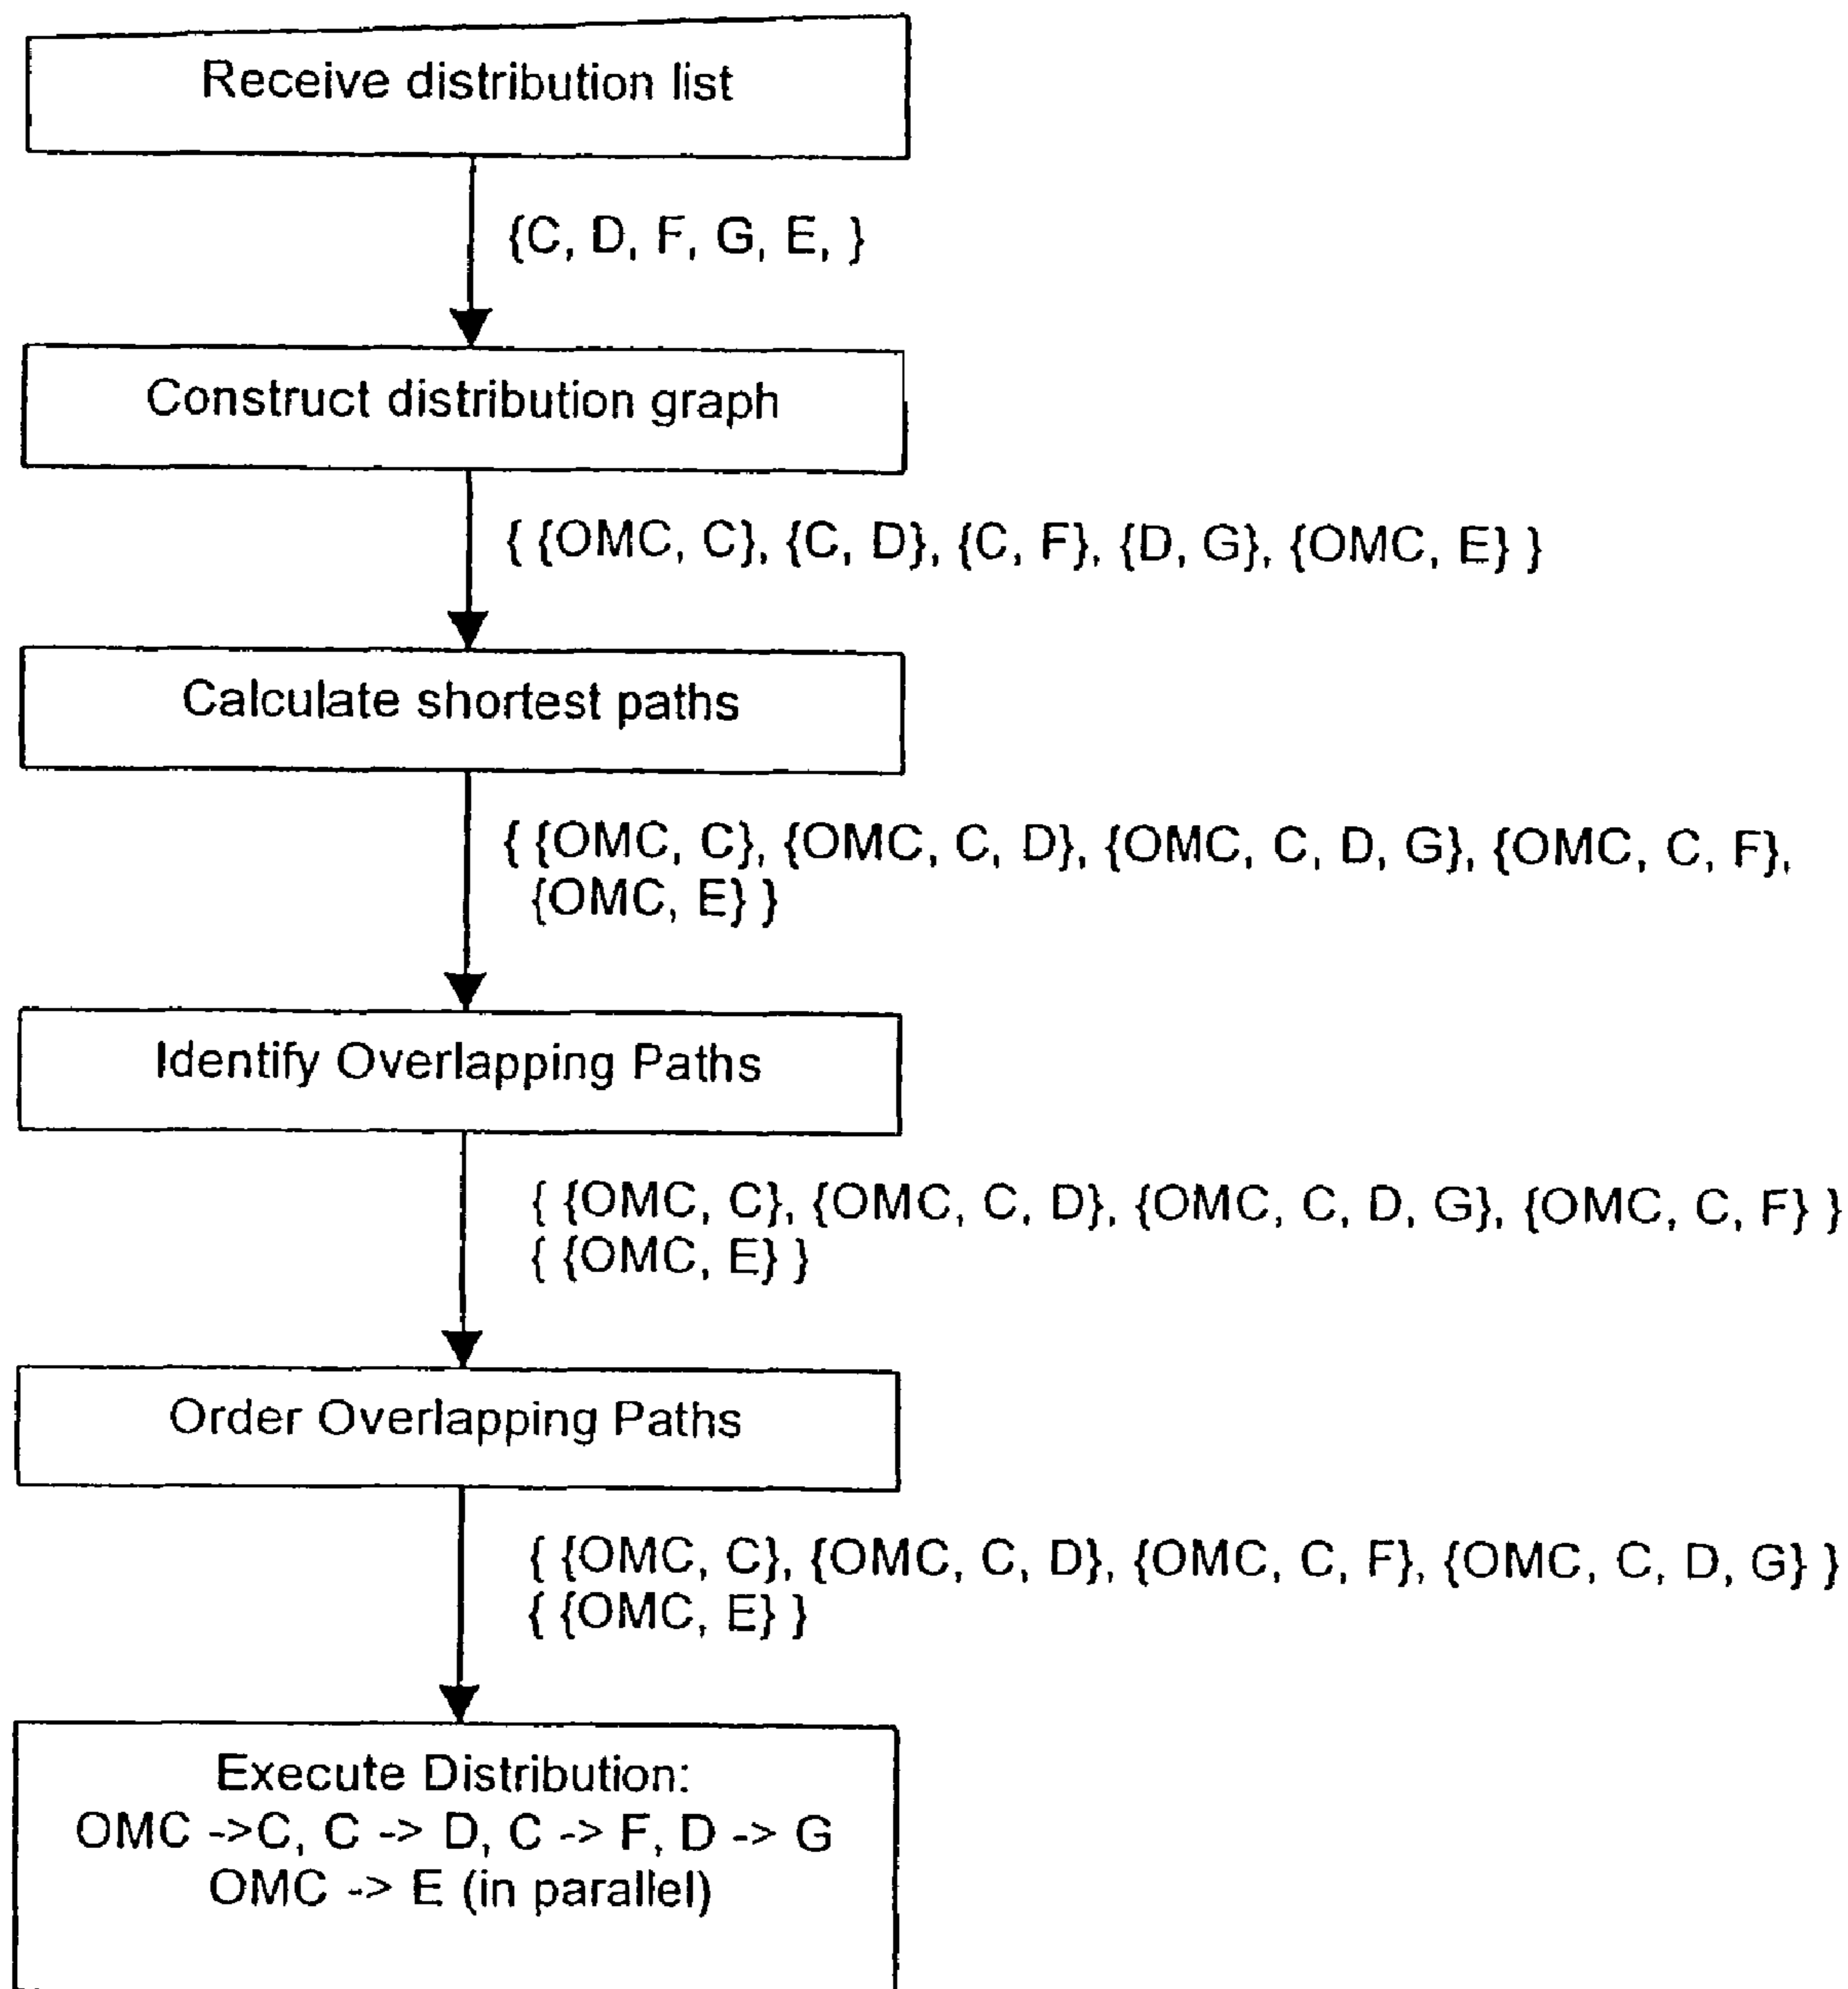 Receive distribution list
{C, D, F, G, E, }
Construct distribution graph
{ {OMC, C}, {C, D}, {C, F}, {D, G}, {OMC, E} }
Calculate shortest paths
{ {OMC, C}, {OMC, C, D}, {OMC, C, D, G}, {OMC, C, F},
{OMC, E} }
Identify Overlapping Paths
{ {OMC, C}, {OMC, C, D}, {OMC, C, D, G}, {OMC, C, F} }
{ {OMC, E} }
Order Overlapping Paths
{ {OMC, C}, {OMC, C, D}, {OMC, C, F}, {OMC, C, D, G} }
{ {OMC, E} }
Execute Distribution:
OMC ->C, C -> D, C -> F, D -> G
OMC -> E (in parallel)